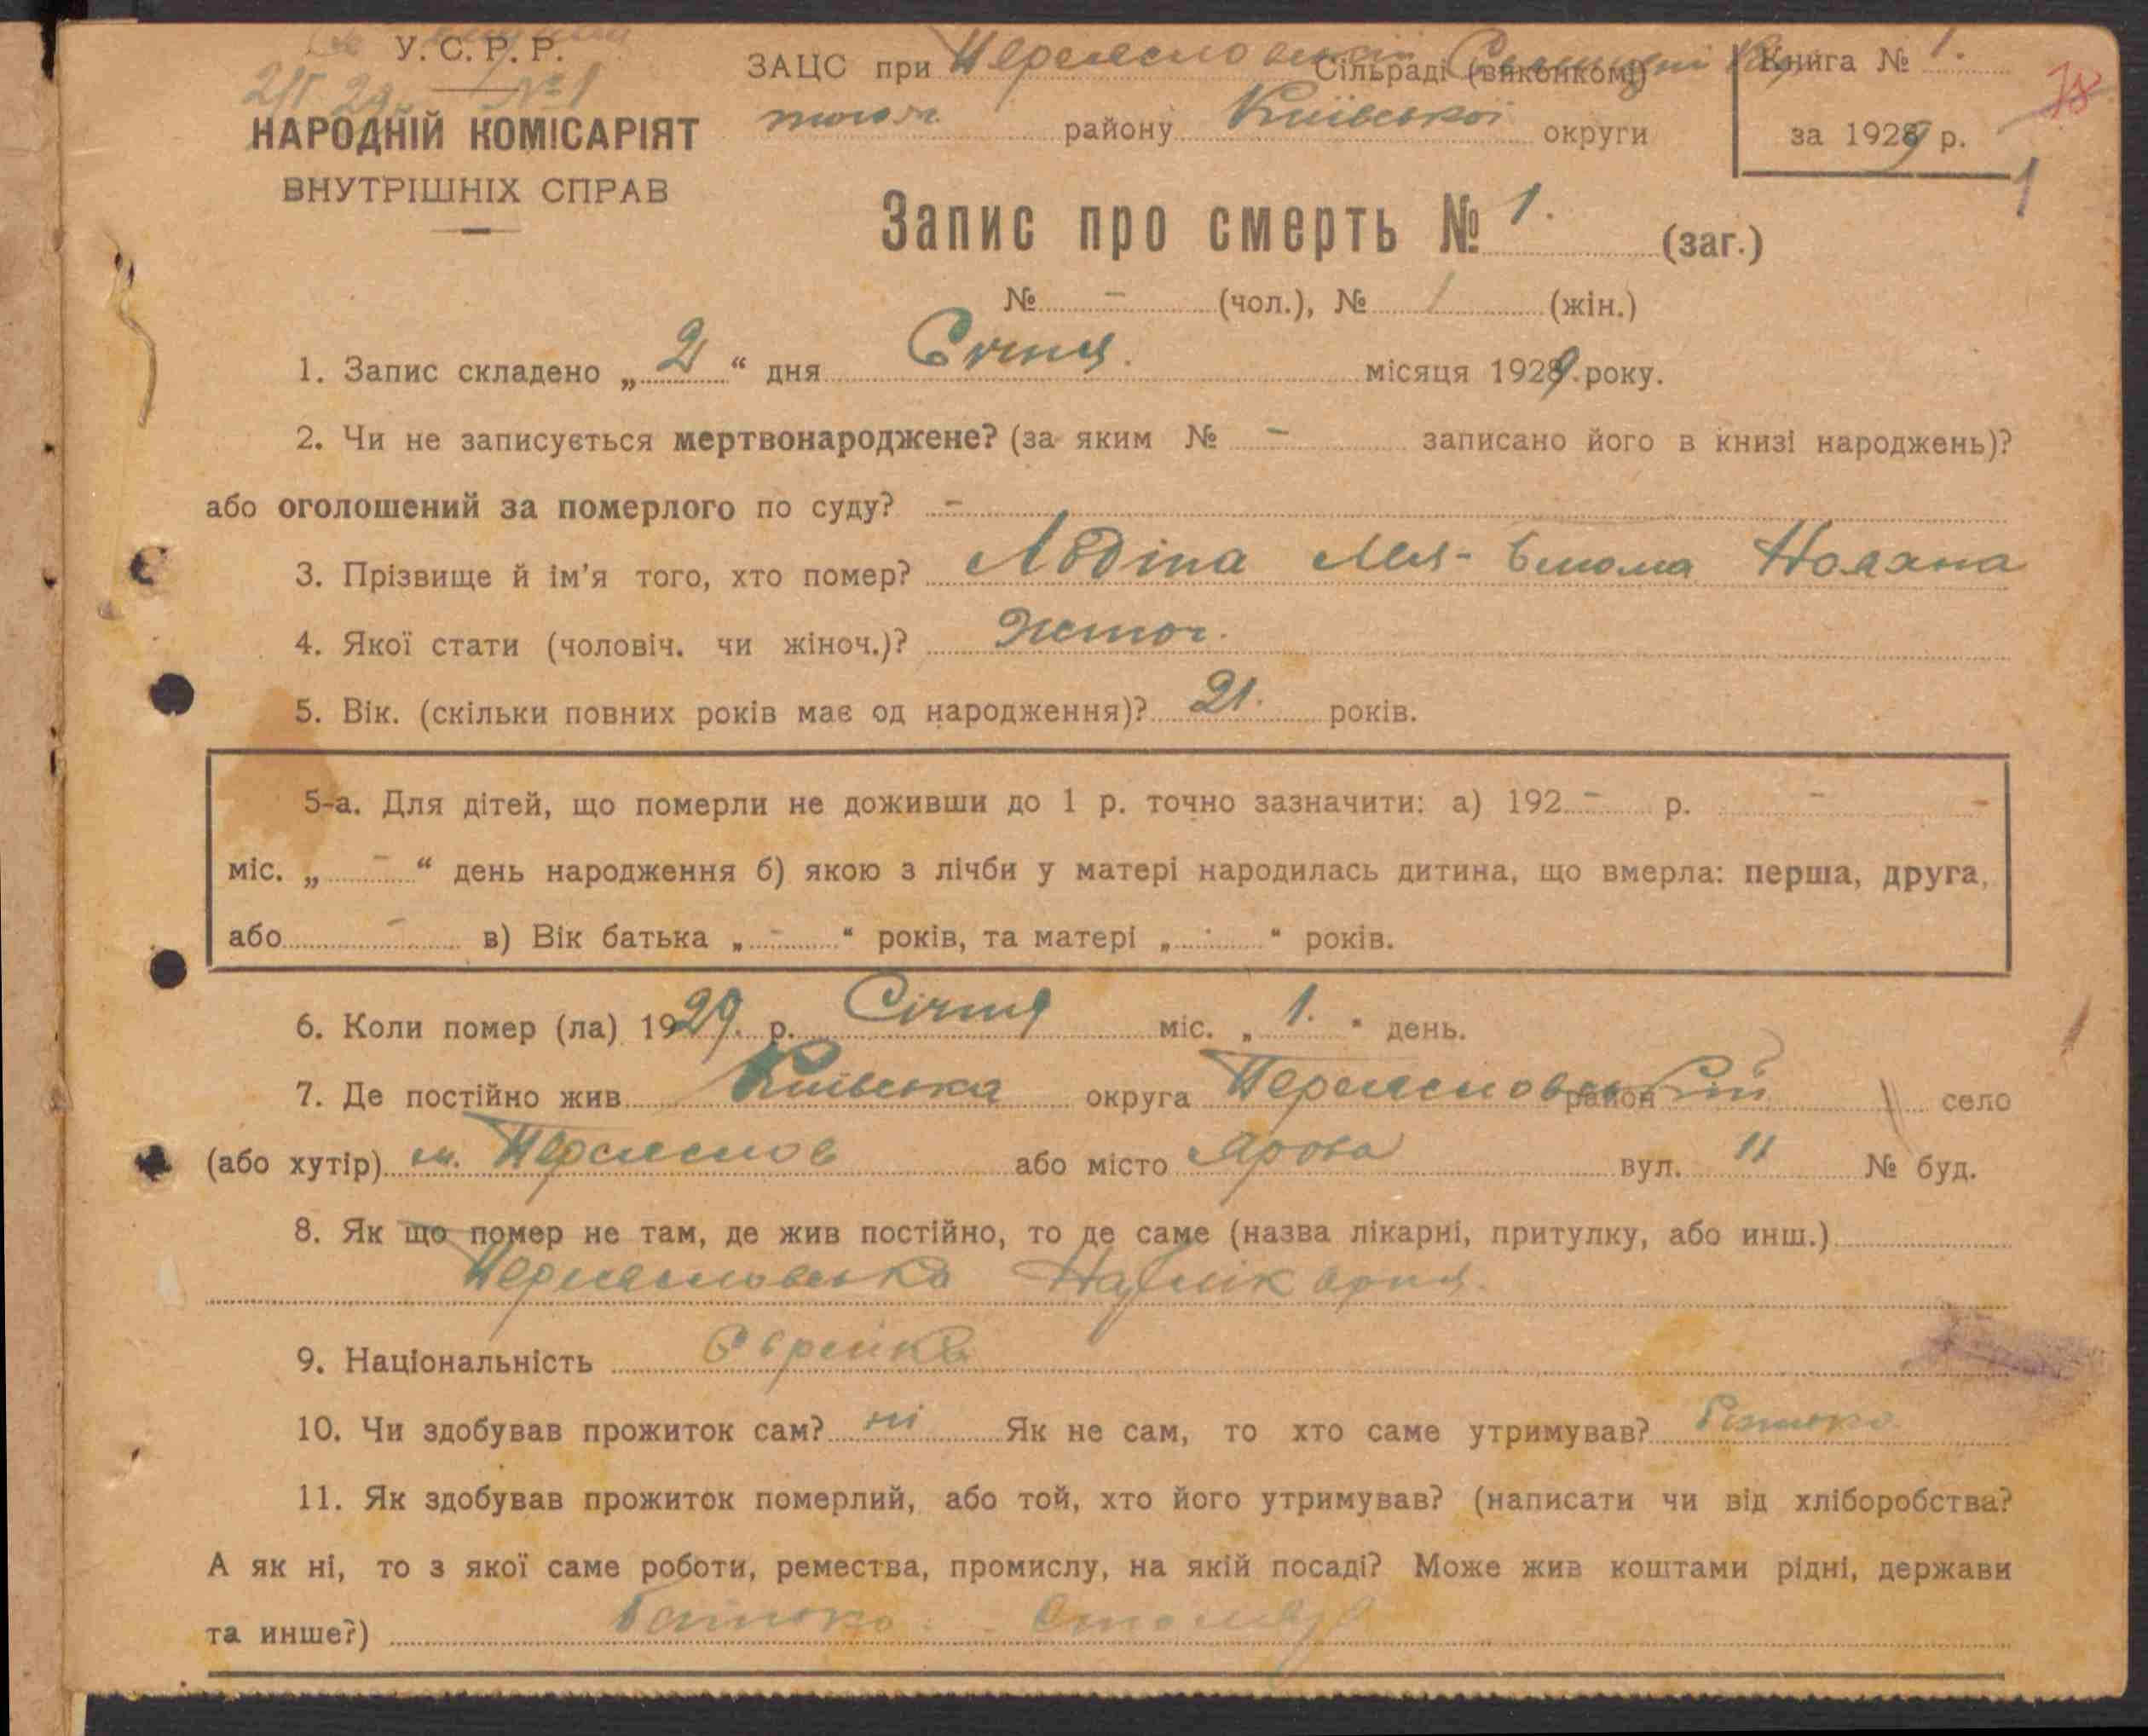 У. С. Р. Р.
2/I 29. №1
НАРОДНІЙ КОМІСАРІЯТ
ВНУТРІШНІХ СПРАВ
ЗАЦС при Сільраді (виконкомі)
району Київської округи
Книга № 1.
за 1929 р.
1
Запис про смерть № 1. (заг.)
№ - (чол.), № 1 (жін.)
1. Запис складено „ 2 “ дня Січня. місяця 1929 року.
2. Чи не записується мертвонароджене? (за яким № - записано його в книзі народжень)?
або оголошений за померлого по суду? -
3. Прізвище й ім'я того, хто помер?
4. Якої стати (чоловіч. чи жіноч.)? Жіноч.
5. Вік. (скільки повних років має од народження)? 21. років.
5-а. Для дітей, що померли не доживши до 1 р. точно зазначити: а) 192 - р. - -
міс. „ - “ день народження б) якою з лічби у матері народилась дитина, що вмерла: перша, друга,
або - в) Вік батька „ - “ років, та матері „ - “ років.
6. Коли помер (ла) 1929. р. Січня міс. „ 1. “ день.
7. Де постійно жив Київська округа район село
(або хутір) м. або місто Ярова вул. 11 № буд.
8. Як що помер не там, де жив постійно, то де саме (назва лікарні, притулку, або инш.)
9. Національність Єврейка
10. Чи здобував прожиток сам? ні Як не сам, то хто саме утримував? Батько
11. Як здобував прожиток померлий, або той, хто його утримував? (написати чи від хліборобства?
А як ні, то з якої саме роботи, ремества, промислу, на якій посаді? Може жив коштами рідні, держави
та инше?) Батько